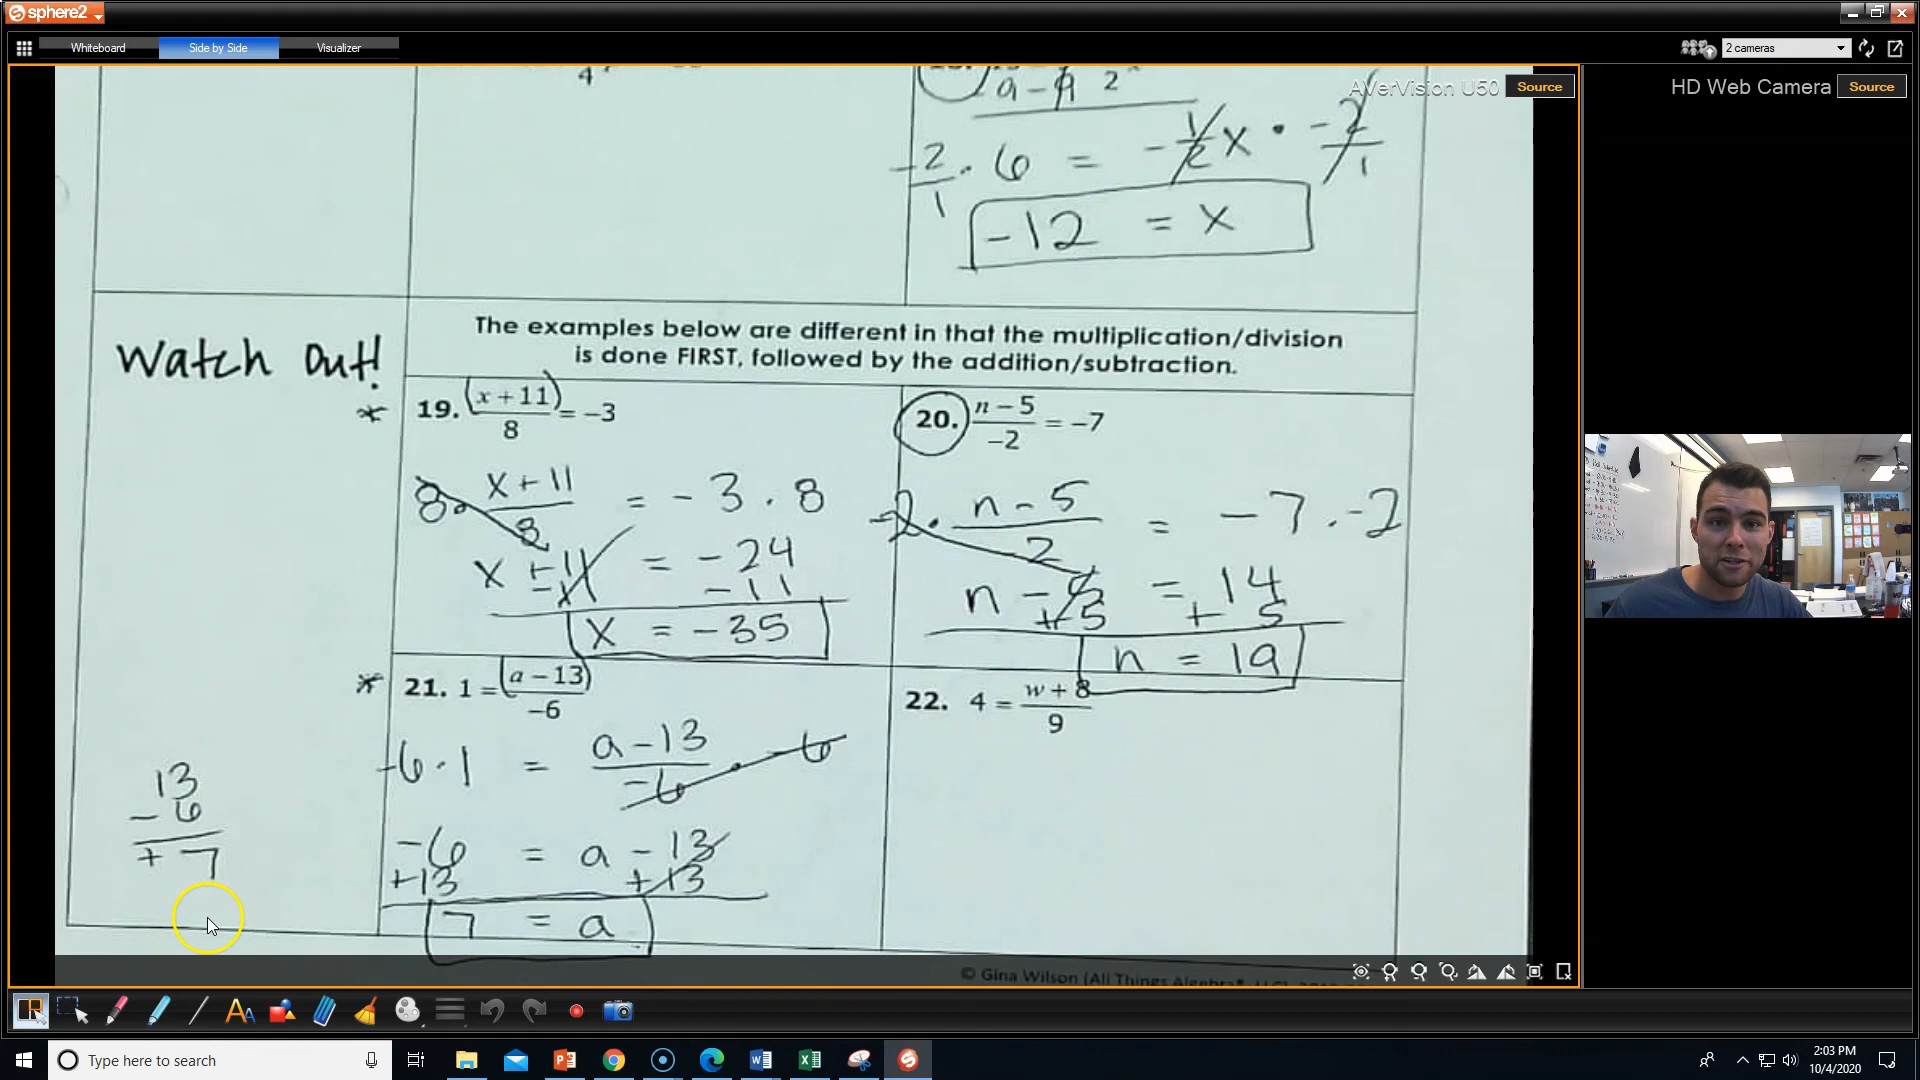 sphere2
Whiteboard
Side by Side
Visualizer
2 cameras
AVerVision U50
Source
HD Web Camera
Source
4
a - 9 2
-2/1 · 6 = -1/2 x · -2/1
-12 = x
Watch Out!
The examples below are different in that the multiplication/division
is done FIRST, followed by the addition/subtraction.
* 19. (x + 11)/8 = -3
8 · x + 11/8 = -3 · 8
x + 11 = -24
-11 -11
x = -35
20. n - 5/-2 = -7
-2 · n - 5/2 = -7 · -2
n - 5 = 14
+ 5 + 5
n = 19
* 21. 1 = (a - 13)/-6
-6 · 1 = a - 13/-6 · -6
-6 = a - 13
+13 +13
7 = a
13
- 6
+ 7
22. 4 = w + 8/9
© Gina Wilson (All Things Algebra
Type here to search
2:03 PM
10/4/2020